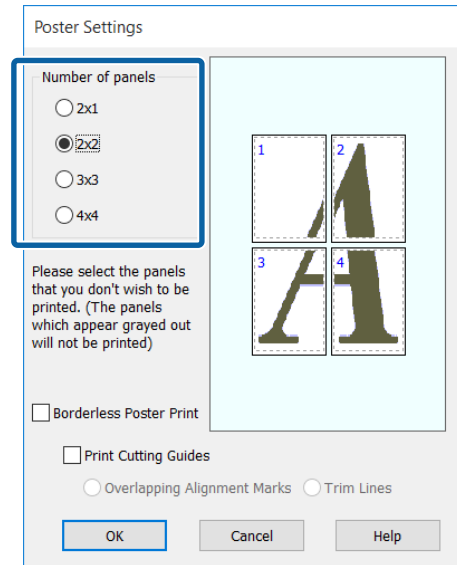 Poster Settings
Number of panels
2x1
2x2
3x3
4x4
1
2
3
4
Please select the panels
that you don't wish to be
printed. (The panels
which appear grayed out
will not be printed)
Borderless Poster Print
Print Cutting Guides
Overlapping Alignment Marks
Trim Lines
OK
Cancel
Help